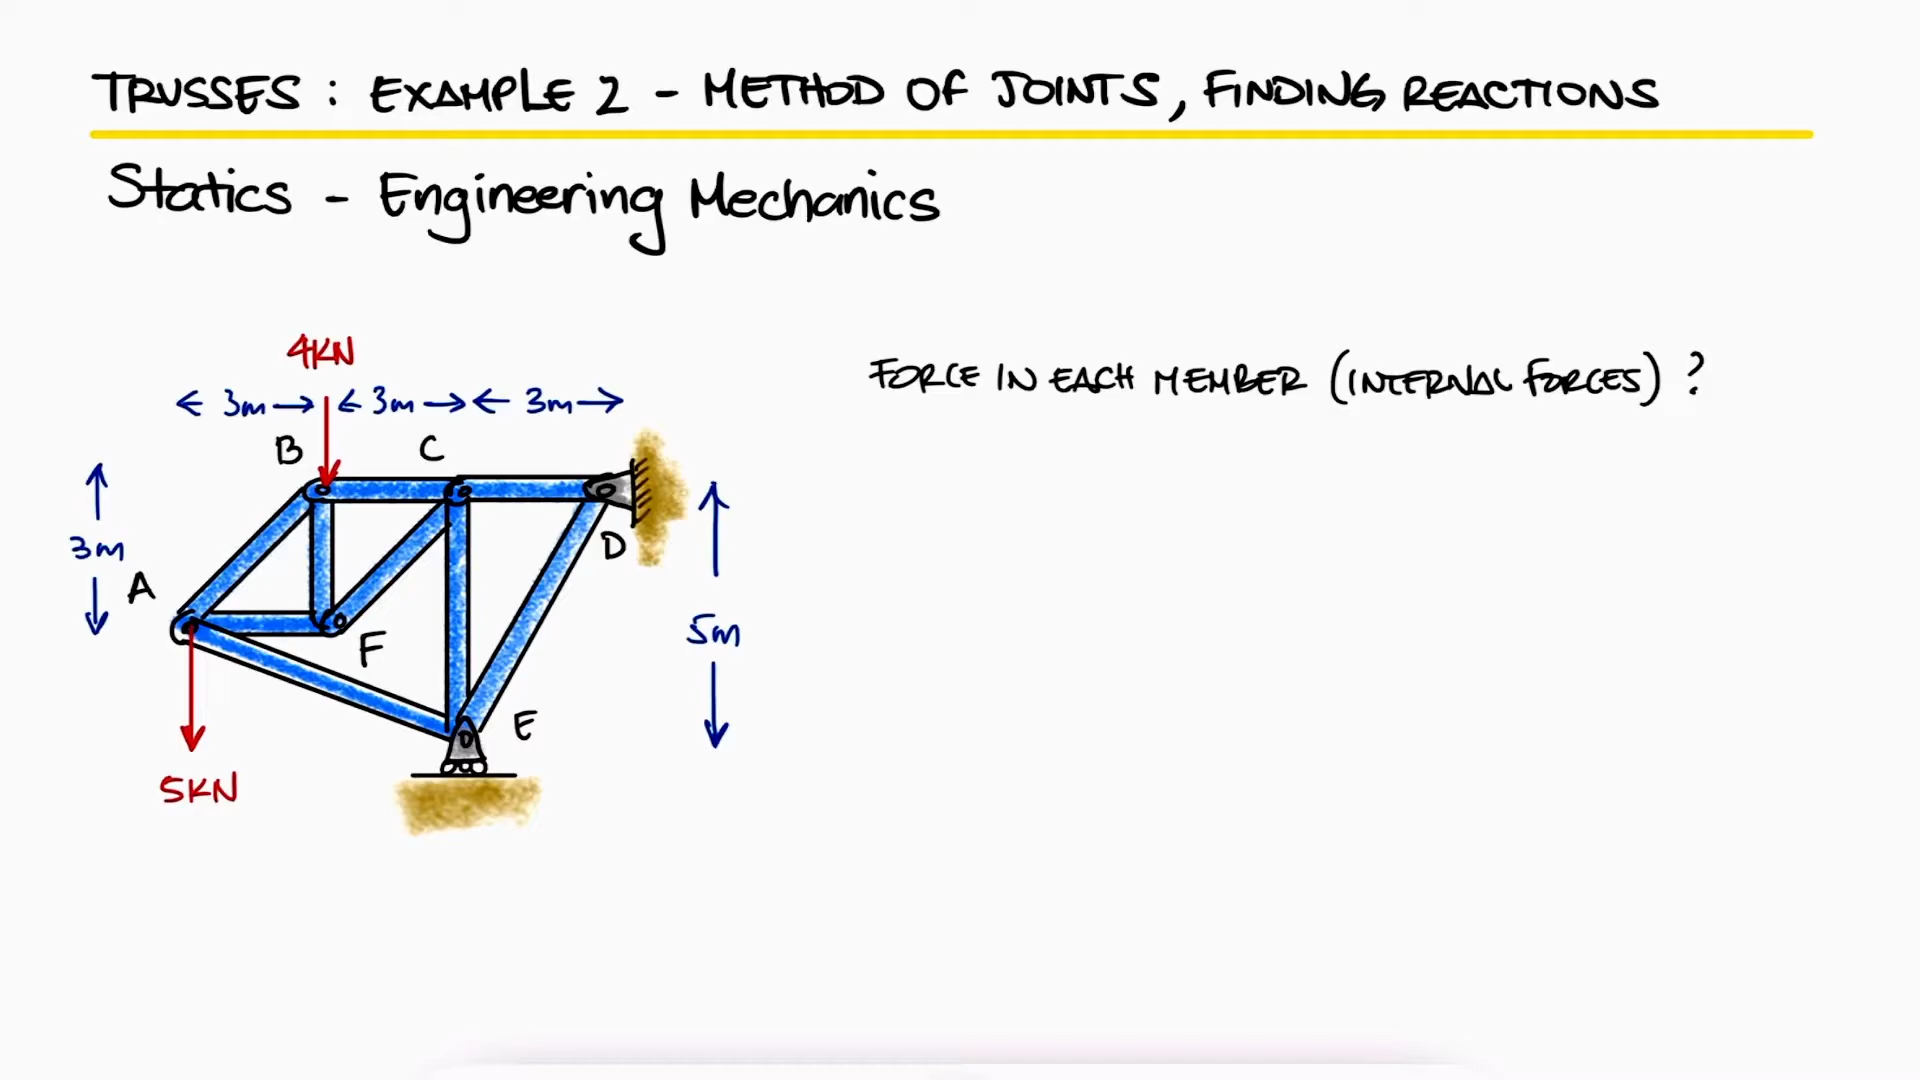 TRUSSES : EXAMPLE 2 - METHOD OF JOINTS, FINDING REACTIONS
Statics - Engineering Mechanics
4KN
3m 3m 3m
FORCE IN EACH MEMBER (INTERNAL FORCES) ?
B C
3m
D
A
5m
F
E
5KN